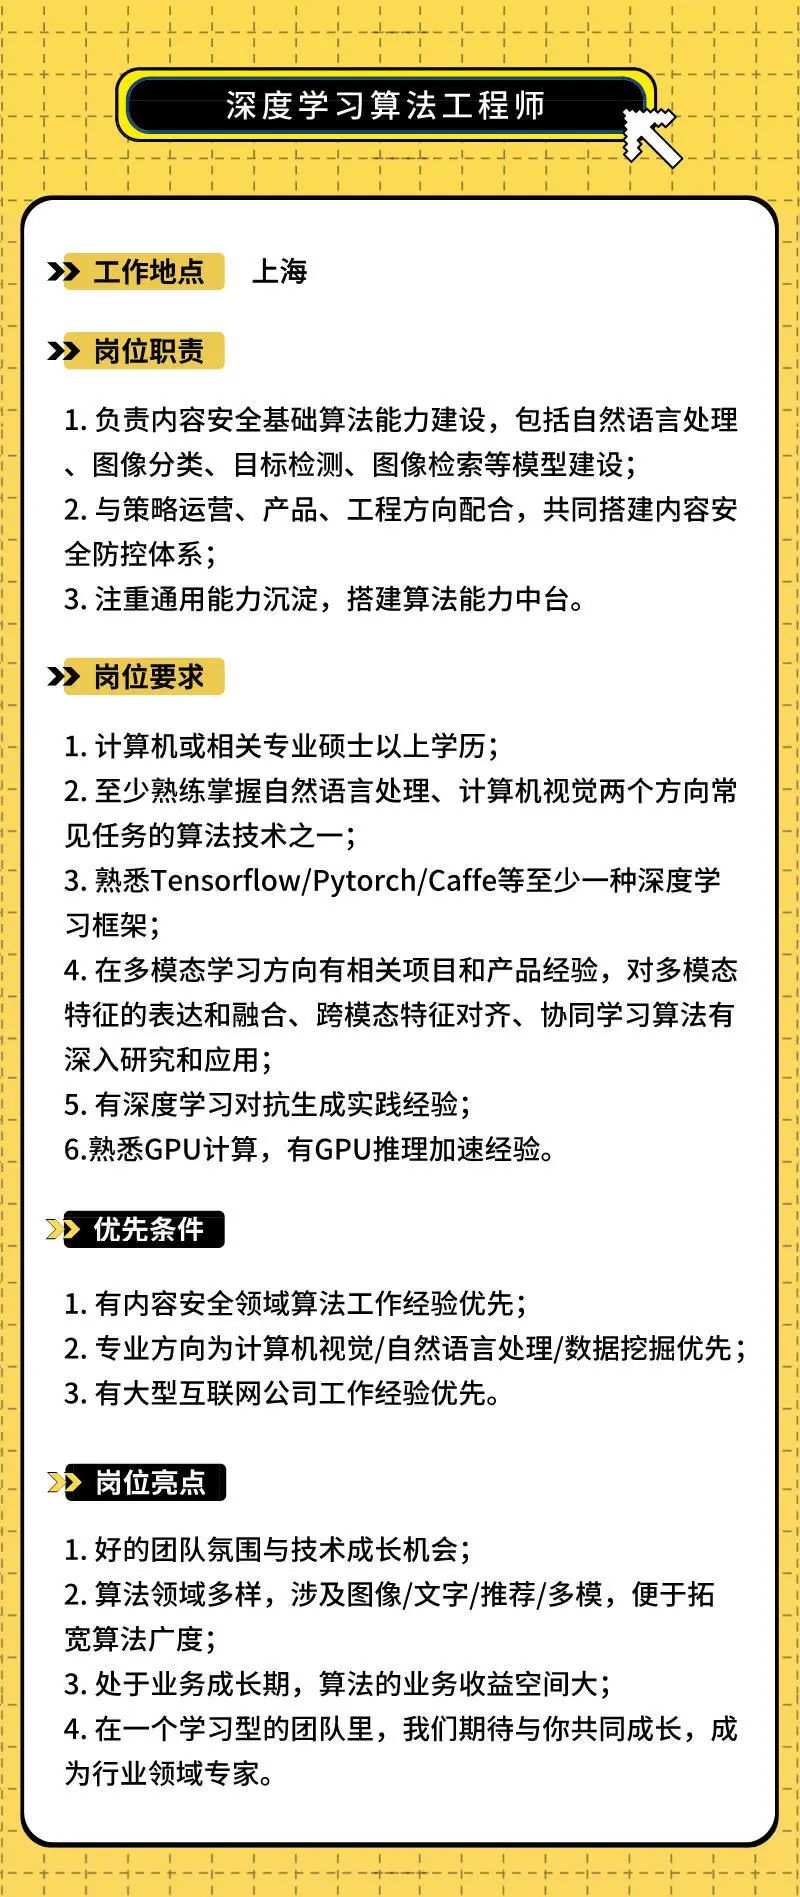 深度学习算法工程师
工作地点 上海
岗位职责
1. 负责内容安全基础算法能力建设，包括自然语言处理
、图像分类、目标检测、图像检索等模型建设；
2. 与策略运营、产品、工程方向配合，共同搭建内容安
全防控体系；
3. 注重通用能力沉淀，搭建算法能力中台。
岗位要求
1. 计算机或相关专业硕士以上学历；
2. 至少熟练掌握自然语言处理、计算机视觉两个方向常
见任务的算法技术之一；
3. 熟悉Tensorflow/Pytorch/Caffe等至少一种深度学
习框架；
4. 在多模态学习方向有相关项目和产品经验，对多模态
特征的表达和融合、跨模态特征对齐、协同学习算法有
深入研究和应用；
5. 有深度学习对抗生成实践经验；
6.熟悉GPU计算，有GPU推理加速经验。
优先条件
1. 有内容安全领域算法工作经验优先；
2. 专业方向为计算机视觉/自然语言处理/数据挖掘优先；
3. 有大型互联网公司工作经验优先。
岗位亮点
1. 好的团队氛围与技术成长机会；
2. 算法领域多样，涉及图像/文字/推荐/多模，便于拓
宽算法广度；
3. 处于业务成长期，算法的业务收益空间大；
4. 在一个学习型的团队里，我们期待与你共同成长，成
为行业领域专家。